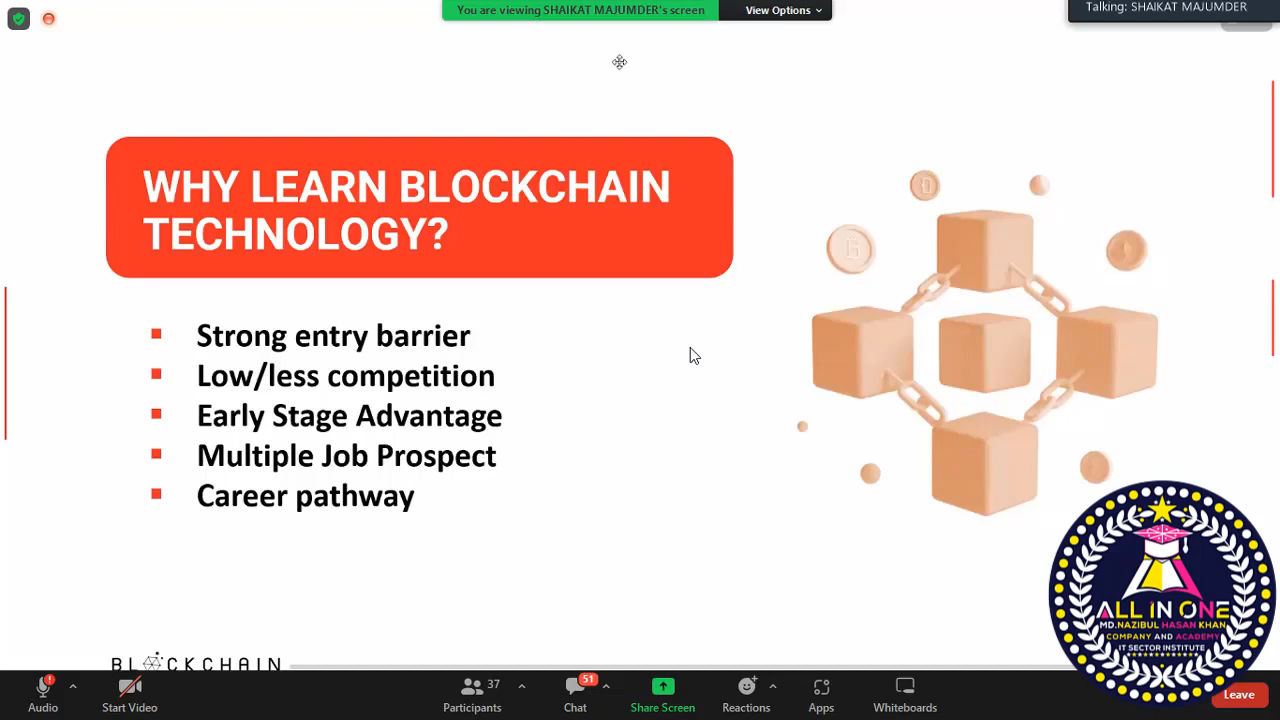 You are viewing SHAIKAT MAJUMDER's screen
View Options
Talking: SHAIKAT MAJUMDER
WHY LEARN BLOCKCHAIN
TECHNOLOGY?
Strong entry barrier
Low/less competition
Early Stage Advantage
Multiple Job Prospect
Career pathway
ALL IN ONE
MD.NAZIBUL HASAN KHAN
COMPANY AND ACADEMY
IT SECTOR INSTITUTE
BLOCKCHAIN
37
51
Audio
Start Video
Participants
Chat
Share Screen
Reactions
Apps
Whiteboards
Leave